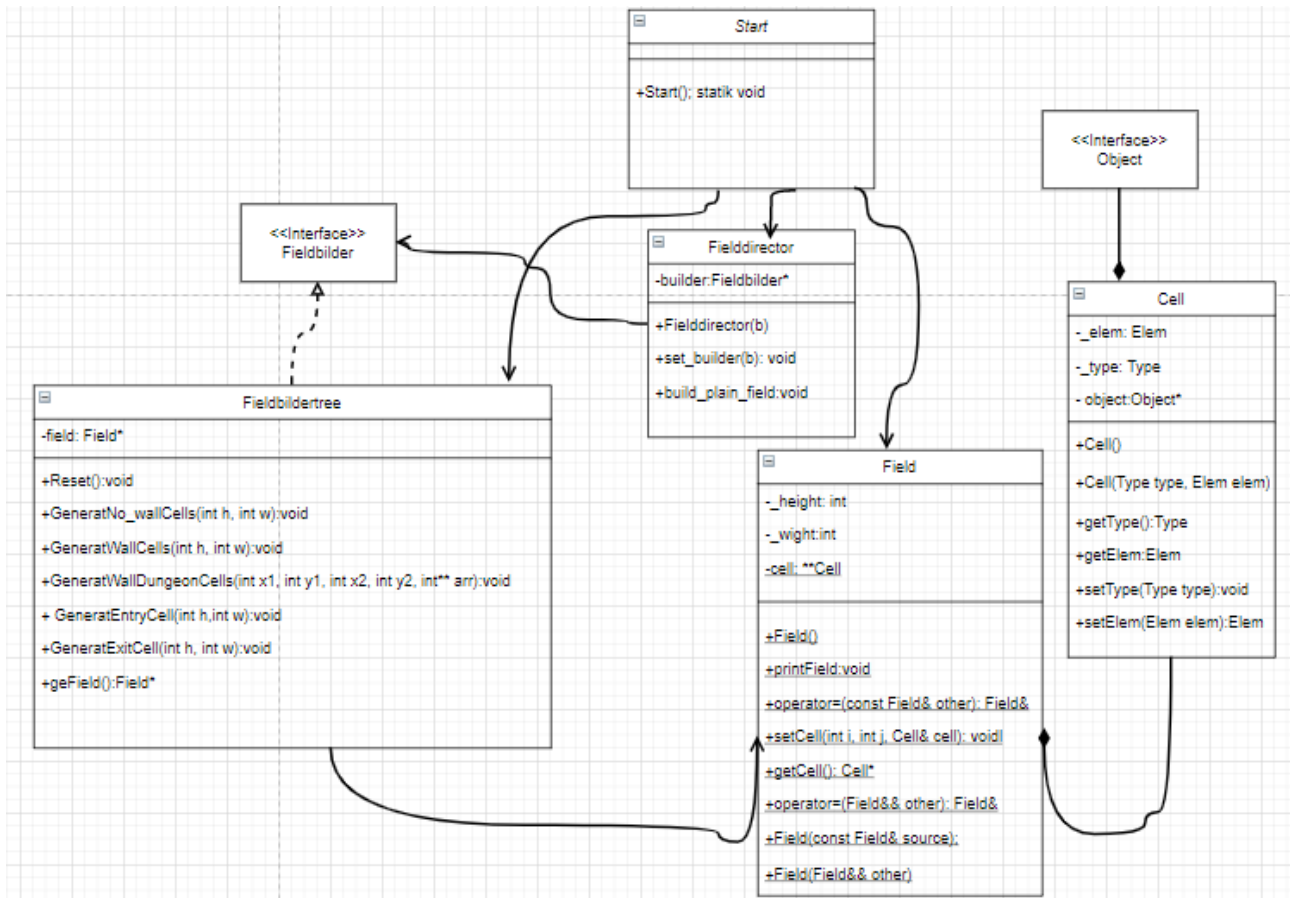 Start
+Start(); statik void
<<Interface>>
Object
<<Interface>>
Fieldbilder
Fielddirector
-builder:Fieldbilder*
+Fielddirector(b)
+set_builder(b): void
+build_plain_field:void
Cell
-_elem: Elem
-_type: Type
- object:Object*
+Cell()
+Cell(Type type, Elem elem)
+getType():Type
+getElem:Elem
+setType(Type type):void
+setElem(Elem elem):Elem
Fieldbildertree
-field: Field*
+Reset():void
+GeneratNo_wallCells(int h, int w):void
+GeneratWallCells(int h, int w):void
+GeneratWallDungeonCells(int x1, int y1, int x2, int y2, int** arr):void
+ GeneratEntryCell(int h,int w):void
+GeneratExitCell(int h, int w):void
+geField():Field*
Field
-_height: int
-_wight:int
-cell: **Cell
+Field()
+printField:void
+operator=(const Field& other): Field&
+setCell(int i, int j, Cell& cell): voidl
+getCell(): Cell*
+operator=(Field&& other): Field&
+Field(const Field& source);
+Field(Field&& other)